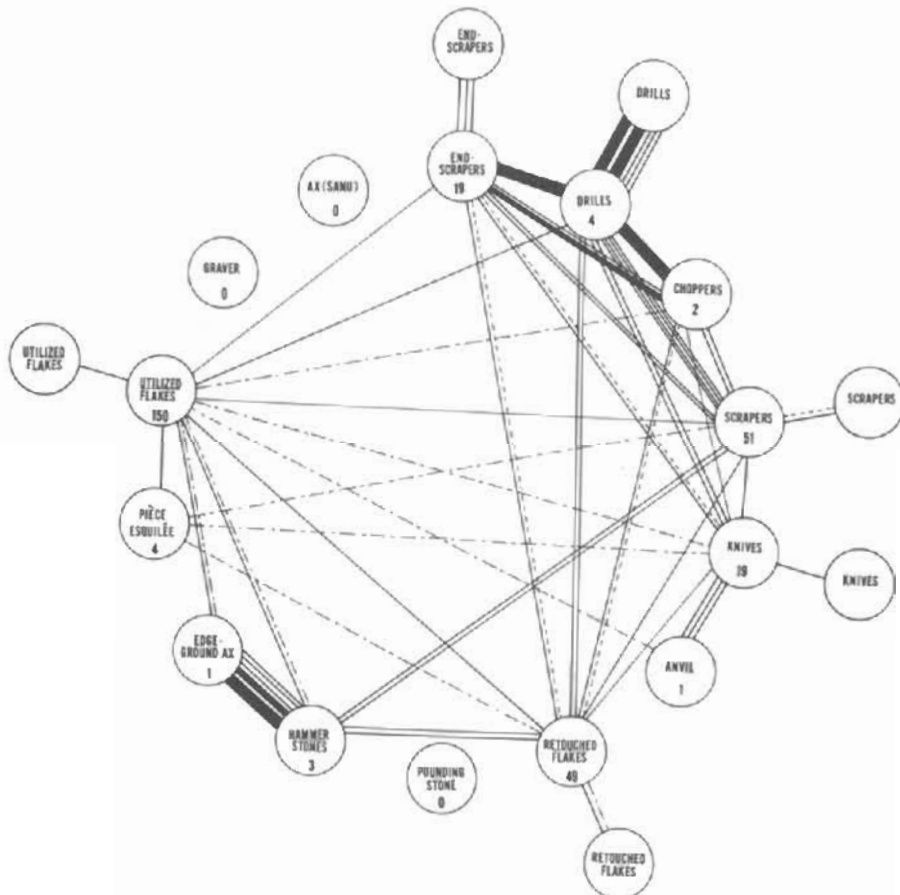 END-
SCRAPERS
DRILLS
END-
SCRAPERS
19
AX (SANU)
0
DRILLS
4
GRAVER
0
CHOPPERS
2
UTILIZED
FLAKES
UTILIZED
FLAKES
150
SCRAPERS
51
SCRAPERS
PIÈCE
ESQUILÉE
4
KNIVES
19
KNIVES
EDGE-
GROUND AX
1
ANVIL
1
HAMMER
STONES
3
RETOUCHED
FLAKES
49
POUNDING
STONE
0
RETOUCHED
FLAKES